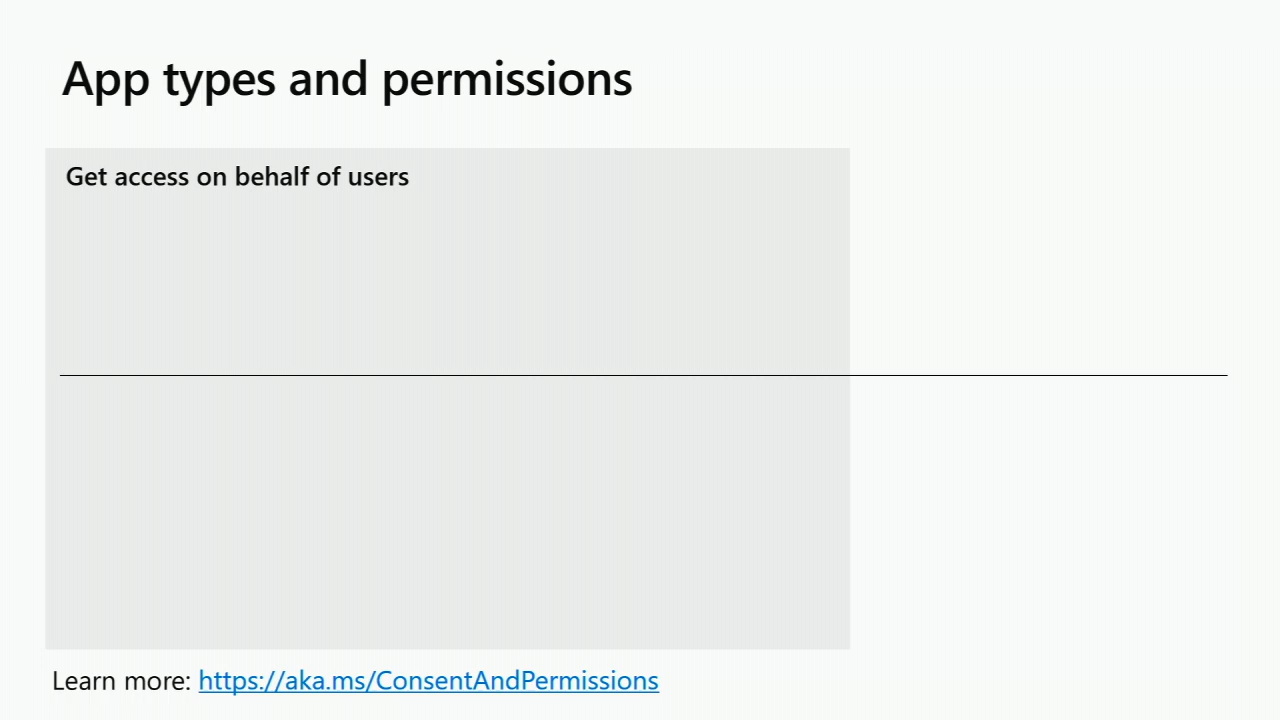 App types and permissions
Get access on behalf of users
Learn more: https://aka.ms/ConsentAndPermissions